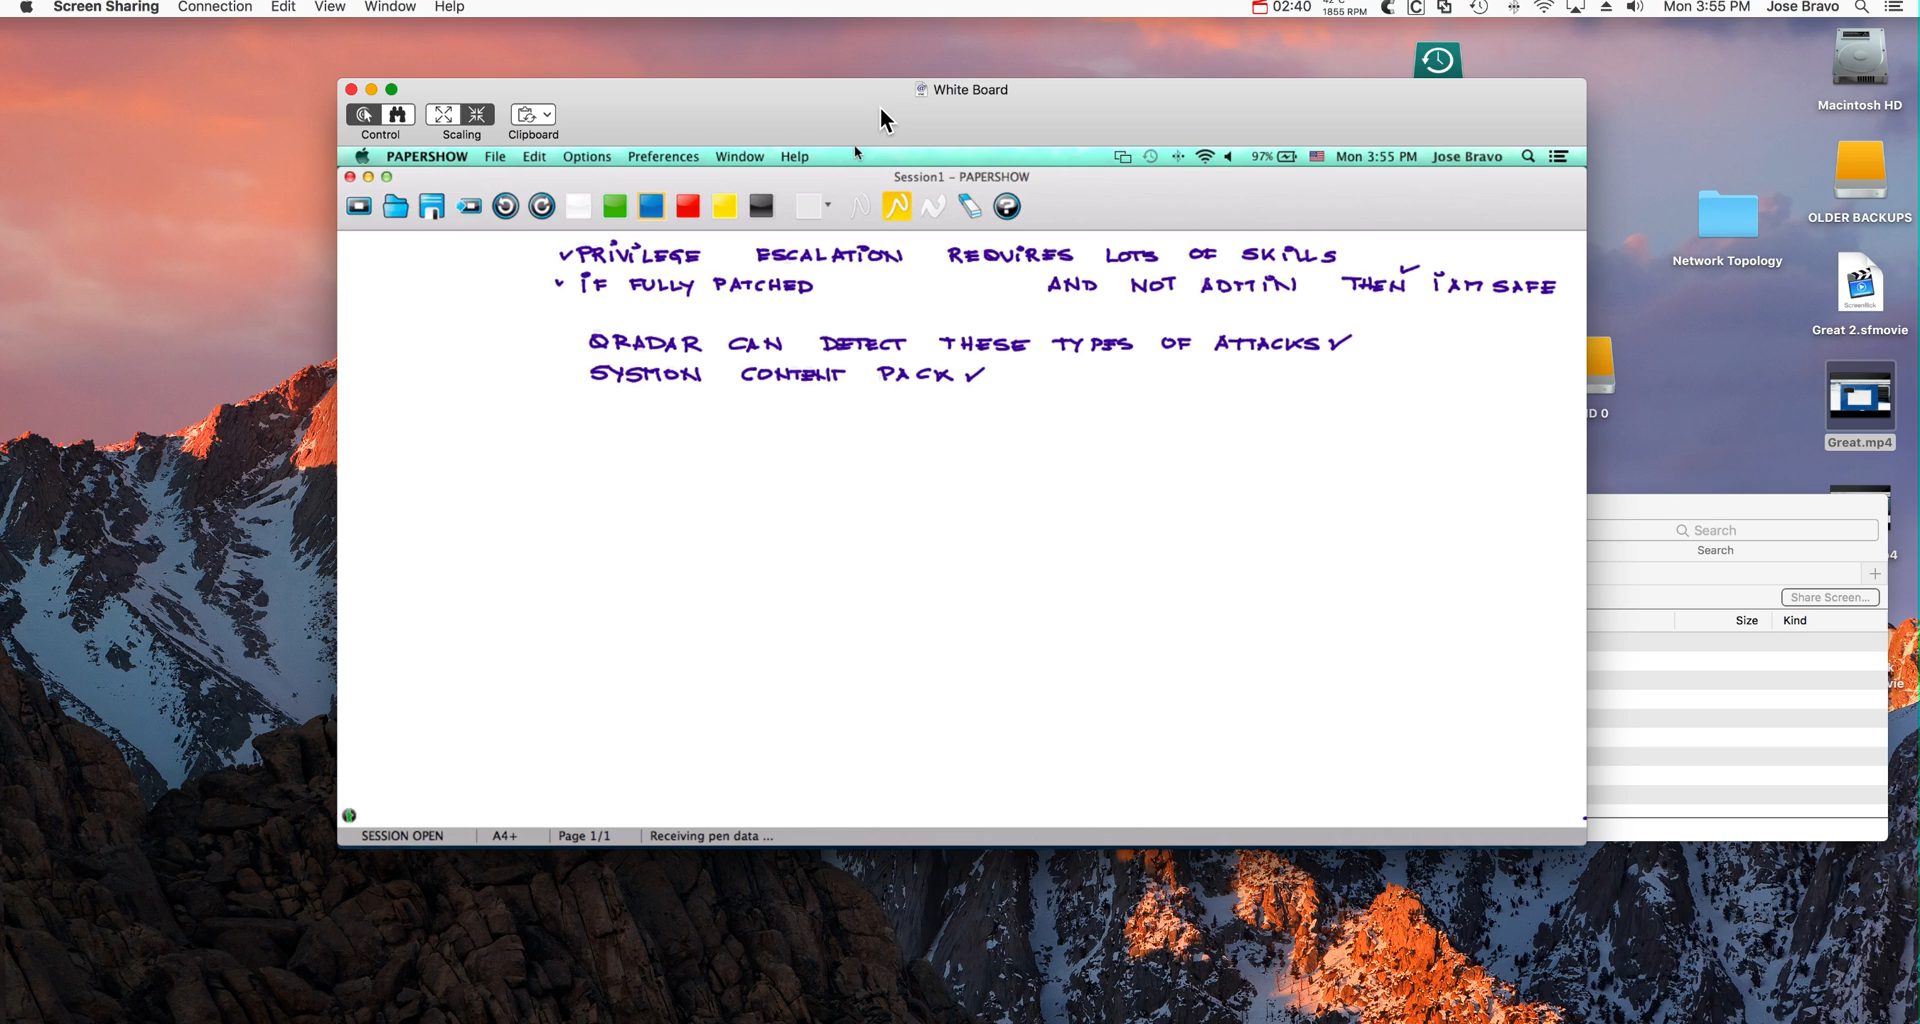 Screen Sharing Connection Edit View Window Help 02:40 42°C 1855 RPM Mon 3:55 PM Jose Bravo
White Board
Control Scaling Clipboard
PAPERSHOW File Edit Options Preferences Window Help 97% Mon 3:55 PM Jose Bravo
Session1 – PAPERSHOW
✓PRIVILEGE ESCALATION REQUIRES LOTS OF SKILLS
✓ IF FULLY PATCHED AND NOT ADMIN THEN ✓ I AM SAFE
QRADAR CAN DETECT THESE TYPES OF ATTACKS ✓
SYSMON CONTENT PACK ✓
SESSION OPEN A4+ Page 1/1 Receiving pen data ...
Macintosh HD
OLDER BACKUPS
Network Topology
ScreenFlick
Great 2.sfmovie
Great.mp4
Search
Search
Share Screen...
Size Kind